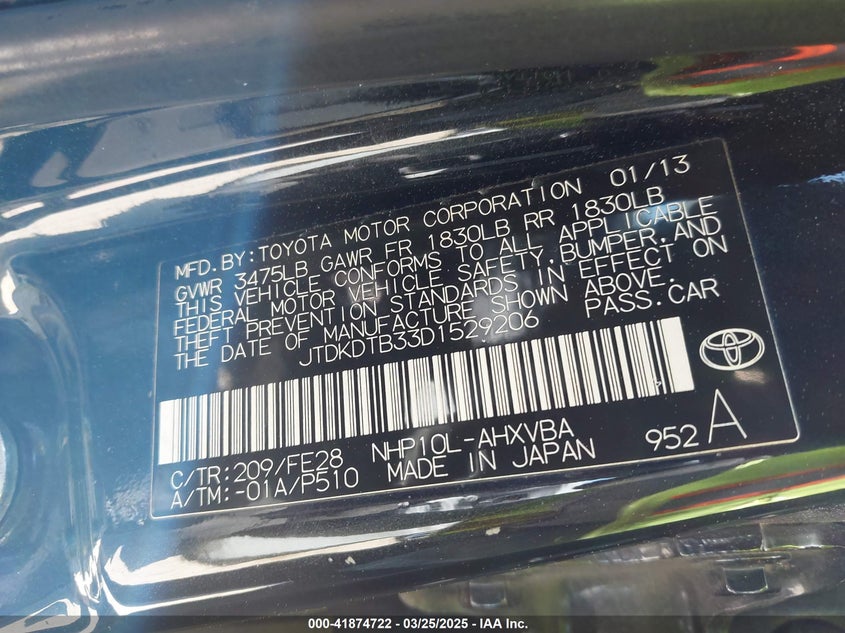 MFD. BY: TOYOTA MOTOR CORPORATION 01/13
GVWR 3475LB GAWR FR 1830LB RR 1830LB
THIS VEHICLE CONFORMS TO ALL APPLICABLE
FEDERAL MOTOR VEHICLE SAFETY, BUMPER, AND
THEFT PREVENTION STANDARDS IN EFFECT ON
THE DATE OF MANUFACTURE SHOWN ABOVE.
JTDKDTB33D1529206 PASS.CAR
C/TR: 209/FE28 NHP10L-AHXVBA 952 A
A/TM: -01A/P510 MADE IN JAPAN
000-41874722 - 03/25/2025 - IAA Inc.